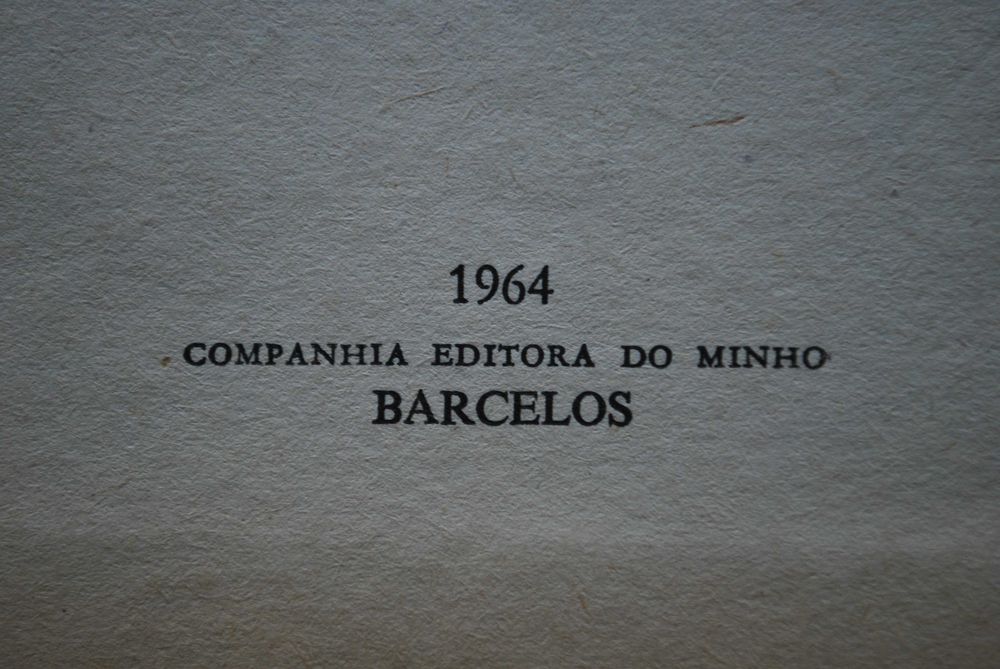 1964
COMPANHIA EDITORA DO MINHO
BARCELOS